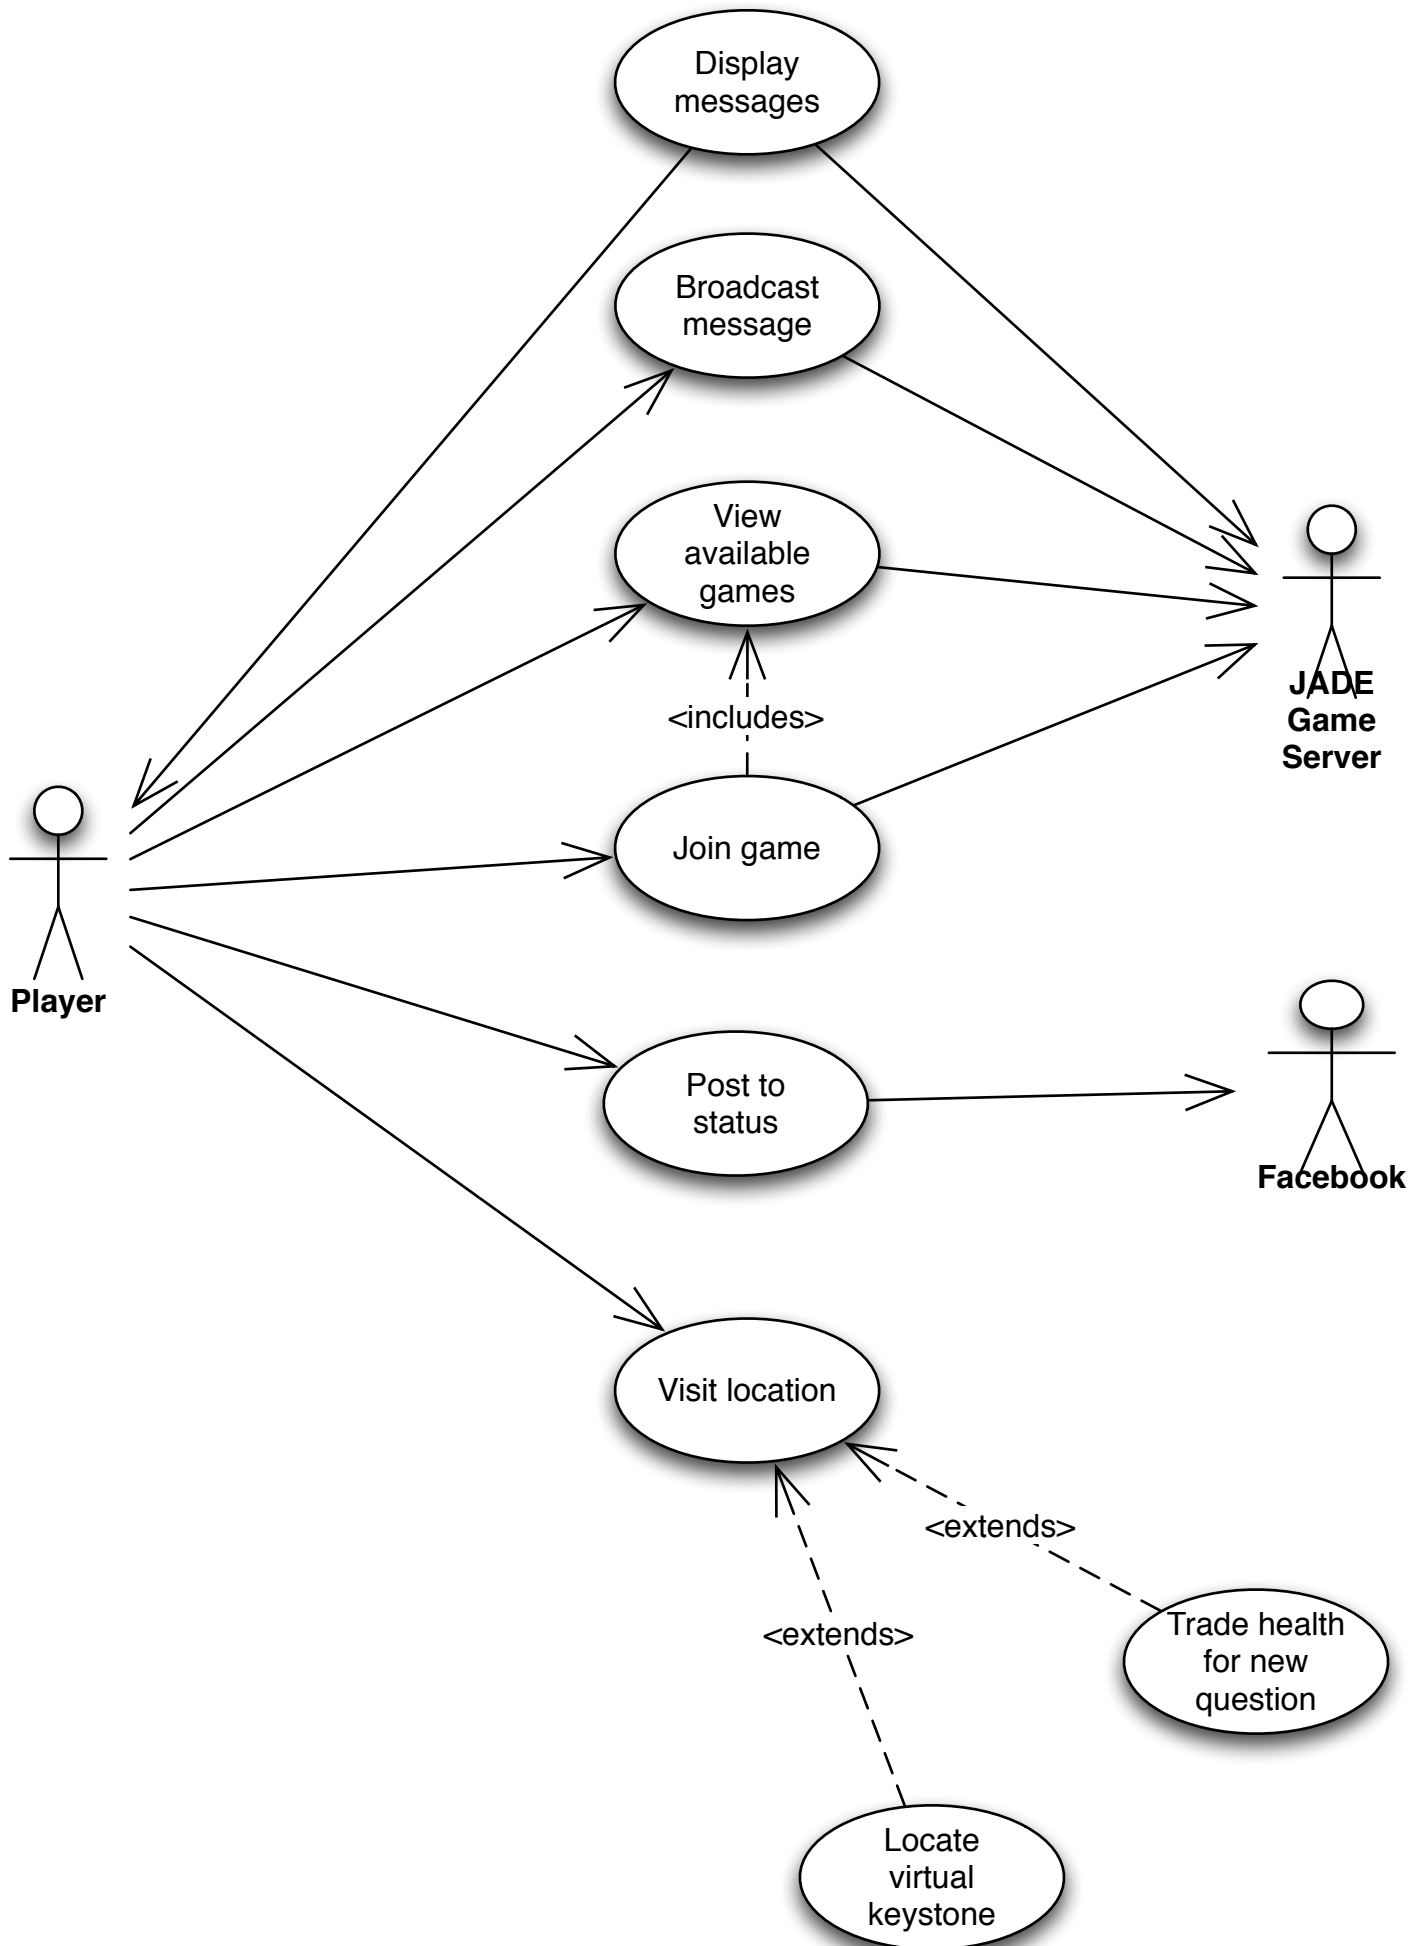 Display
messages
Broadcast
message
View
available
games
<includes>
JADE
Game
Server
Join game
Player
Post to
status
Facebook
Visit location
<extends>
Trade health
for new
question
<extends>
Locate
virtual
keystone